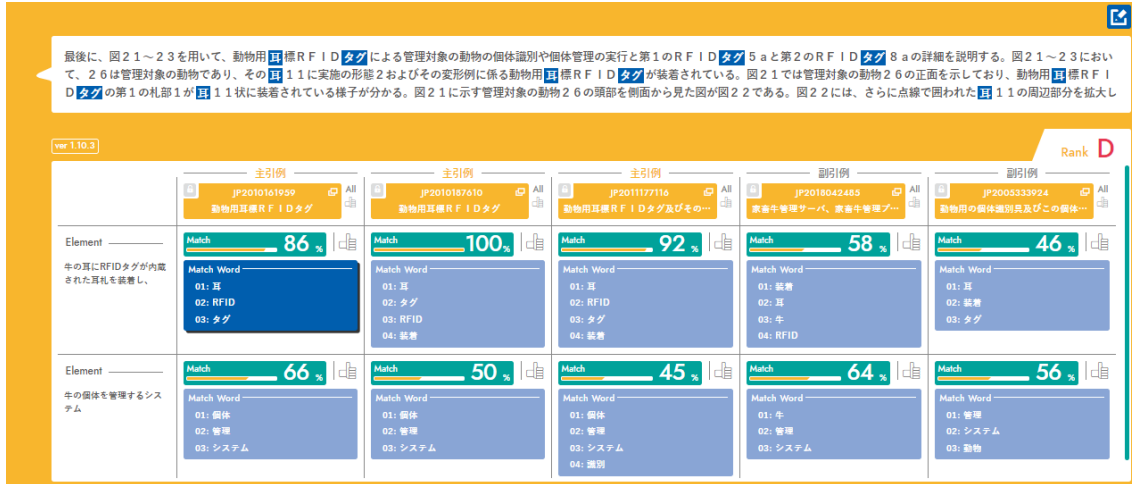 最後に、図２１～２３を用いて、動物用耳標ＲＦＩＤタグによる管理対象の動物の個体識別や個体管理の実行と第１のＲＦＩＤタグ５ａと第２のＲＦＩＤタグ８ａの詳細を説明する。図２１～２３におい
て、２６は管理対象の動物であり、その耳１１に実施の形態２およびその変形例に係る動物用耳標ＲＦＩＤタグが装着されている。図２１では管理対象の動物２６の正面を示しており、動物用耳標ＲＦＩ
Ｄタグの第１の札部１が耳１１状に装着されている様子が分かる。図２１に示す管理対象の動物２６の頭部を側面から見た図が図２２である。図２２には、さらに点線で囲われた耳１１の周辺部分を拡大し
ver 1.10.3
Rank D
主引例 主引例 主引例 副引例 副引例
JP2010161959 All JP2010187610 All JP2011177116 All JP2018042485 All JP2005333924 All
動物用耳標ＲＦＩＤタグ 動物用耳標ＲＦＩＤタグ 動物用耳標ＲＦＩＤタグ及びその… 家畜牛管理サーバ、家畜牛管理プ… 動物用の個体識別具及びこの個体…
Element
牛の耳にRFIDタグが内蔵
された耳札を装着し、
Match 86 % Match 100 % Match 92 % Match 58 % Match 46 %
Match Word Match Word Match Word Match Word Match Word
01: 耳 01: 耳 01: 耳 01: 装着 01: 耳
02: RFID 02: タグ 02: RFID 02: 耳 02: 装着
03: タグ 03: RFID 03: タグ 03: 牛 03: タグ
04: 装着 04: 装着 04: RFID
Element
牛の個体を管理するシス
テム
Match 66 % Match 50 % Match 45 % Match 64 % Match 56 %
Match Word Match Word Match Word Match Word Match Word
01: 個体 01: 個体 01: 個体 01: 牛 01: 管理
02: 管理 02: 管理 02: 管理 02: 管理 02: システム
03: システム 03: システム 03: システム 03: システム 03: 動物
04: 識別